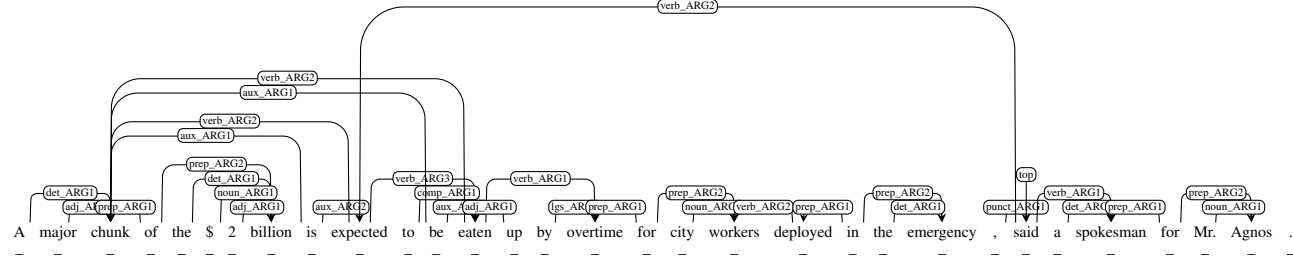 verb_ARG2
verb_ARG2
aux_ARG1
verb_ARG2
aux_ARG1
prep_ARG2
top
det_ARG1 verb_ARG3 verb_ARG1
det_ARG1 noun_ARG1 comp_ARG1 prep_ARG2 prep_ARG2 verb_ARG1 prep_ARG2
prep_ARG1 adj_ARG1 aux_ARG2 adj_ARG1 prep_ARG1 verb_ARG2 prep_ARG1 det_ARG1 punct_ARG1 prep_ARG1 noun_ARG1
A major chunk of the $ 2 billion is expected to be eaten up by overtime for city workers deployed in the emergency , said a spokesman for Mr. Agnos .
_ _ _ _ _ _ _ _ _ _ _ _ _ _ _ _ _ _ _ _ _ _ _ _ _ _ _ _ _ _ _